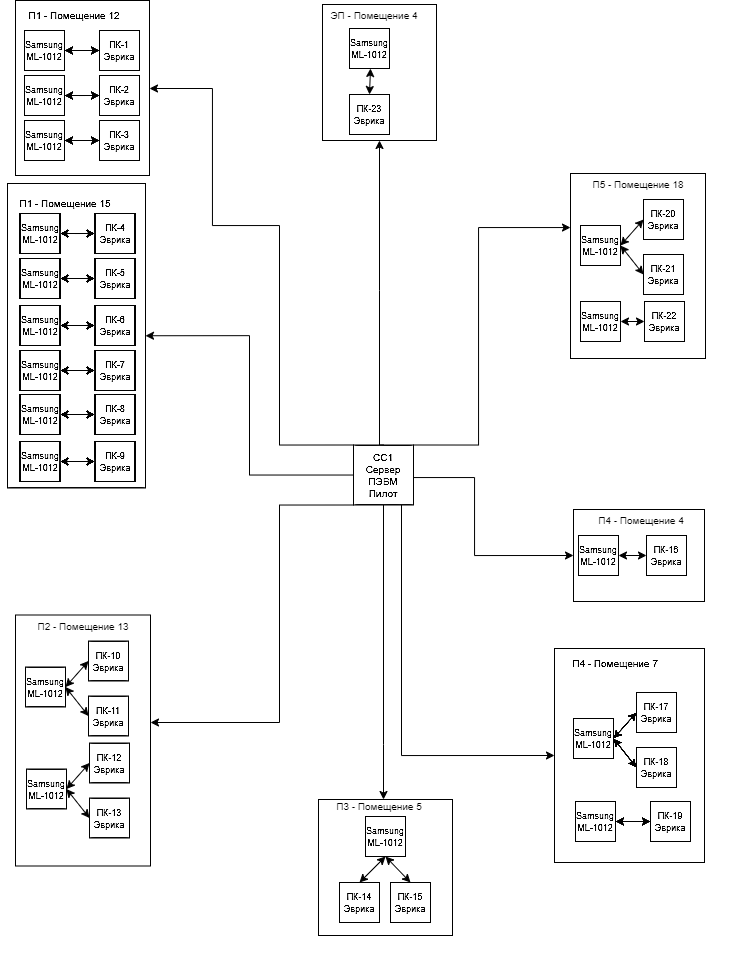 П1 - Помещение 12
Samsung
ML-1012
ПК-1
Эврика
Samsung
ML-1012
ПК-2
Эврика
Samsung
ML-1012
ПК-3
Эврика
ЭП - Помещение 4
Samsung
ML-1012
ПК-23
Эврика
П1 - Помещение 15
Samsung
ML-1012
ПК-4
Эврика
Samsung
ML-1012
ПК-5
Эврика
Samsung
ML-1012
ПК-6
Эврика
Samsung
ML-1012
ПК-7
Эврика
Samsung
ML-1012
ПК-8
Эврика
Samsung
ML-1012
ПК-9
Эврика
П5 - Помещение 18
Samsung
ML-1012
ПК-20
Эврика
ПК-21
Эврика
Samsung
ML-1012
ПК-22
Эврика
СС1
Сервер
ПЭВМ
Пилот
П4 - Помещение 4
Samsung
ML-1012
ПК-16
Эврика
П2 - Помещение 13
Samsung
ML-1012
ПК-10
Эврика
ПК-11
Эврика
Samsung
ML-1012
ПК-12
Эврика
ПК-13
Эврика
П4 - Помещение 7
Samsung
ML-1012
ПК-17
Эврика
ПК-18
Эврика
Samsung
ML-1012
ПК-19
Эврика
П3 - Помещение 5
Samsung
ML-1012
ПК-14
Эврика
ПК-15
Эврика